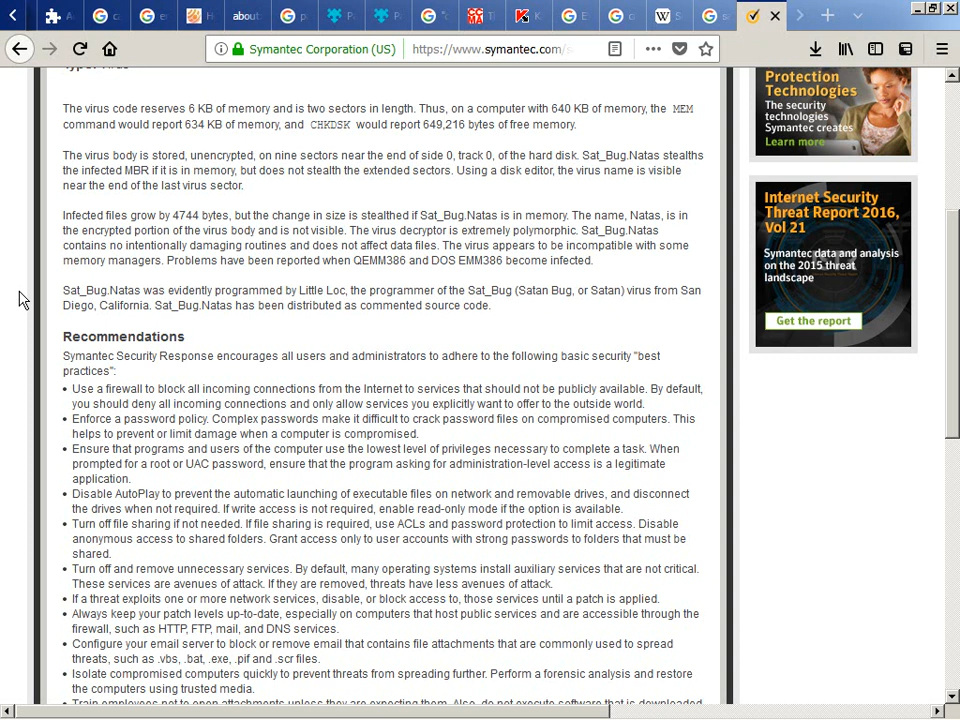 A
c
e
H
about:
p
P
P
"
K
E
c
S
s
Symantec Corporation (US)
https://www.symantec.com/s
The virus code reserves 6 KB of memory and is two sectors in length. Thus, on a computer with 640 KB of memory, the MEM
command would report 634 KB of memory, and CHKDSK would report 649,216 bytes of free memory.
The virus body is stored, unencrypted, on nine sectors near the end of side 0, track 0, of the hard disk. Sat_Bug.Natas stealths
the infected MBR if it is in memory, but does not stealth the extended sectors. Using a disk editor, the virus name is visible
near the end of the last virus sector.
Infected files grow by 4744 bytes, but the change in size is stealthed if Sat_Bug.Natas is in memory. The name, Natas, is in
the encrypted portion of the virus body and is not visible. The virus decryptor is extremely polymorphic. Sat_Bug.Natas
contains no intentionally damaging routines and does not affect data files. The virus appears to be incompatible with some
memory managers. Problems have been reported when QEMM386 and DOS EMM386 become infected.
Sat_Bug.Natas was evidently programmed by Little Loc, the programmer of the Sat_Bug (Satan Bug, or Satan) virus from San
Diego, California. Sat_Bug.Natas has been distributed as commented source code.
Recommendations
Symantec Security Response encourages all users and administrators to adhere to the following basic security "best
practices":
• Use a firewall to block all incoming connections from the Internet to services that should not be publicly available. By default,
you should deny all incoming connections and only allow services you explicitly want to offer to the outside world.
• Enforce a password policy. Complex passwords make it difficult to crack password files on compromised computers. This
helps to prevent or limit damage when a computer is compromised.
• Ensure that programs and users of the computer use the lowest level of privileges necessary to complete a task. When
prompted for a root or UAC password, ensure that the program asking for administration-level access is a legitimate
application.
• Disable AutoPlay to prevent the automatic launching of executable files on network and removable drives, and disconnect
the drives when not required. If write access is not required, enable read-only mode if the option is available.
• Turn off file sharing if not needed. If file sharing is required, use ACLs and password protection to limit access. Disable
anonymous access to shared folders. Grant access only to user accounts with strong passwords to folders that must be
shared.
• Turn off and remove unnecessary services. By default, many operating systems install auxiliary services that are not critical.
These services are avenues of attack. If they are removed, threats have less avenues of attack.
• If a threat exploits one or more network services, disable, or block access to, those services until a patch is applied.
• Always keep your patch levels up-to-date, especially on computers that host public services and are accessible through the
firewall, such as HTTP, FTP, mail, and DNS services.
• Configure your email server to block or remove email that contains file attachments that are commonly used to spread
threats, such as .vbs, .bat, .exe, .pif and .scr files.
• Isolate compromised computers quickly to prevent threats from spreading further. Perform a forensic analysis and restore
the computers using trusted media.
• Train employees not to open attachments unless they are expecting them. Also, do not execute software that is downloaded
Protection
Technologies
The security
technologies
Symantec creates
Learn more
Internet Security
Threat Report 2016,
Vol 21
Symantec data and analysis
on the 2015 threat
landscape
Get the report